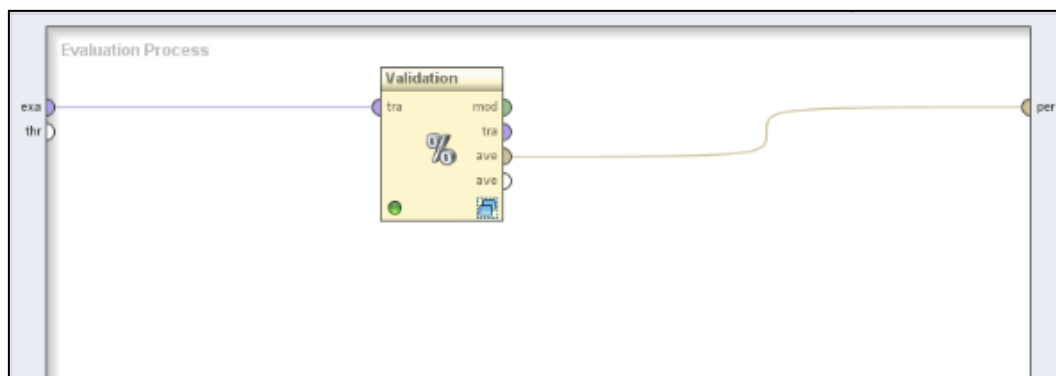 Evaluation Process
Validation
exa tra mod per
thr tra
% ave
ave